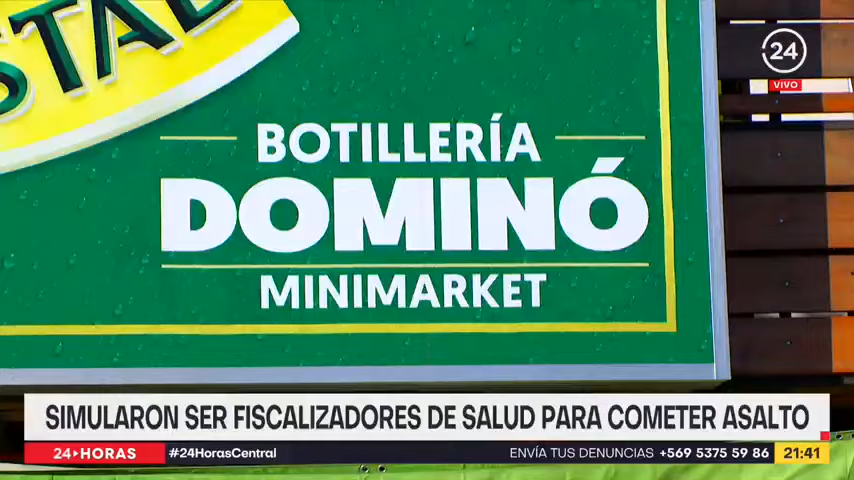 24
VIVO
BOTILLERÍA
DOMINÓ
MINIMARKET
SIMULARON SER FISCALIZADORES DE SALUD PARA COMETER ASALTO
24 HORAS #24HorasCentral ENVÍA TUS DENUNCIAS +569 5375 59 86 21:41